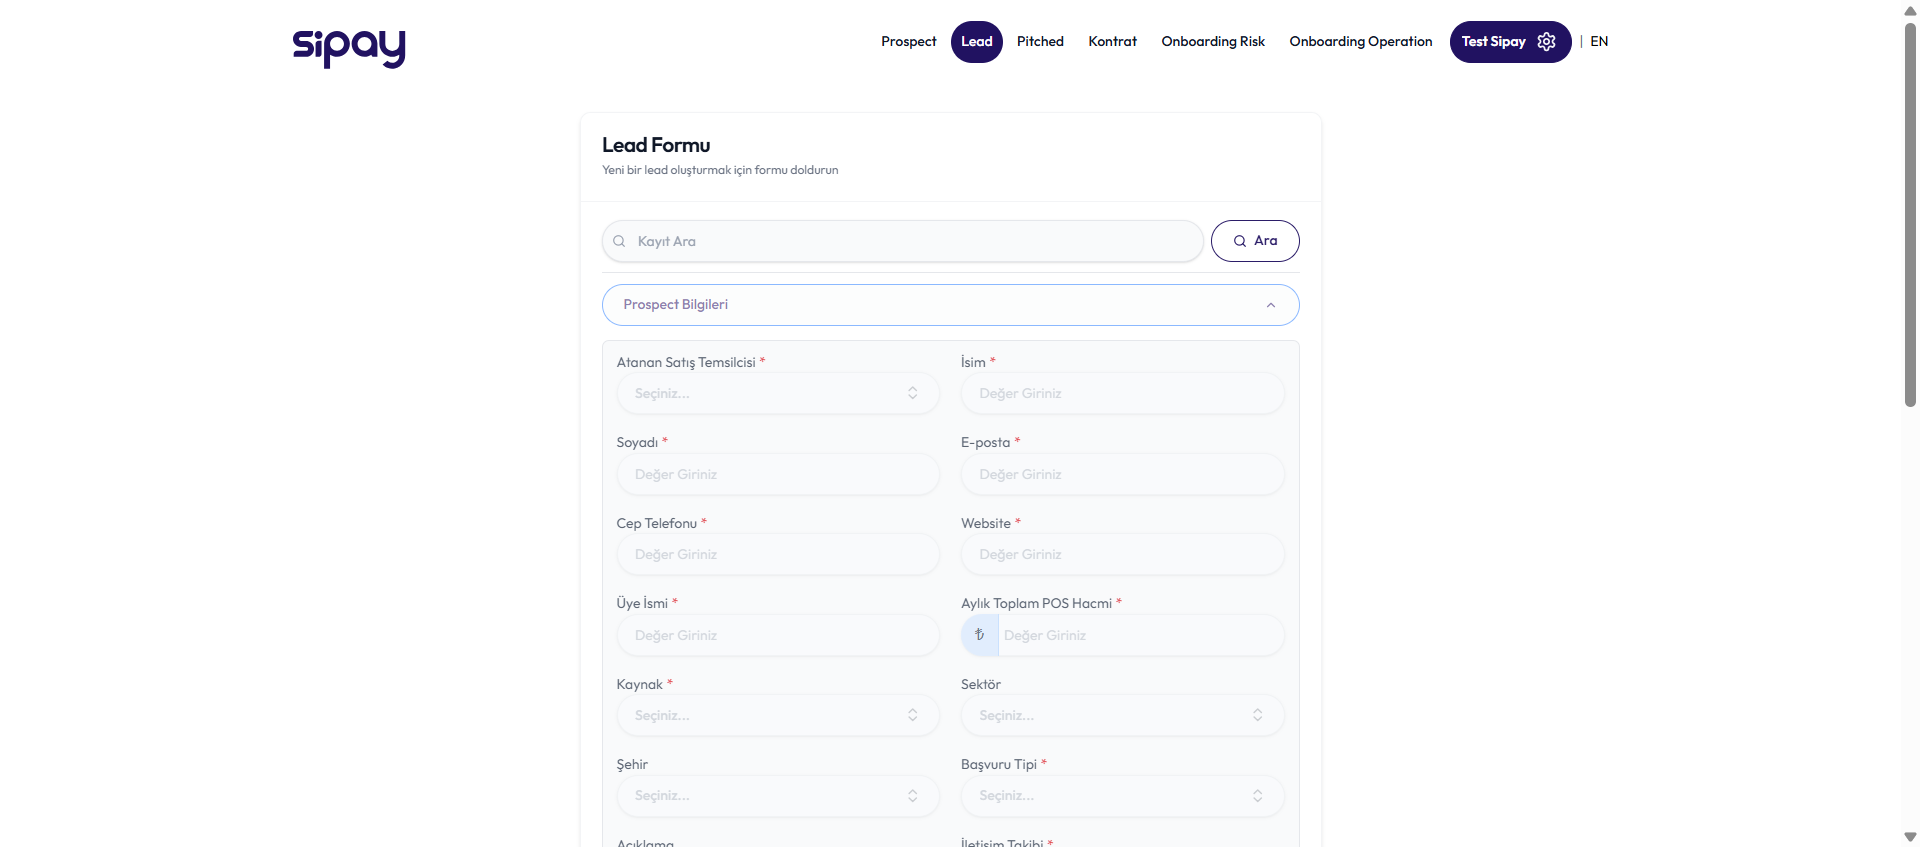 sipay
Prospect Lead Pitched Kontrat Onboarding Risk Onboarding Operation Test Sipay | EN
Lead Formu
Yeni bir lead oluşturmak için formu doldurun
Kayıt Ara
Ara
Prospect Bilgileri
Atanan Satış Temsilcisi * İsim *
Seçiniz... Değer Giriniz
Soyadı * E-posta *
Değer Giriniz Değer Giriniz
Cep Telefonu * Website *
Değer Giriniz Değer Giriniz
Üye İsmi * Aylık Toplam POS Hacmi *
Değer Giriniz ₺ Değer Giriniz
Kaynak * Sektör
Seçiniz... Seçiniz...
Şehir Başvuru Tipi *
Seçiniz... Seçiniz...
Açıklama İletişim Takibi *